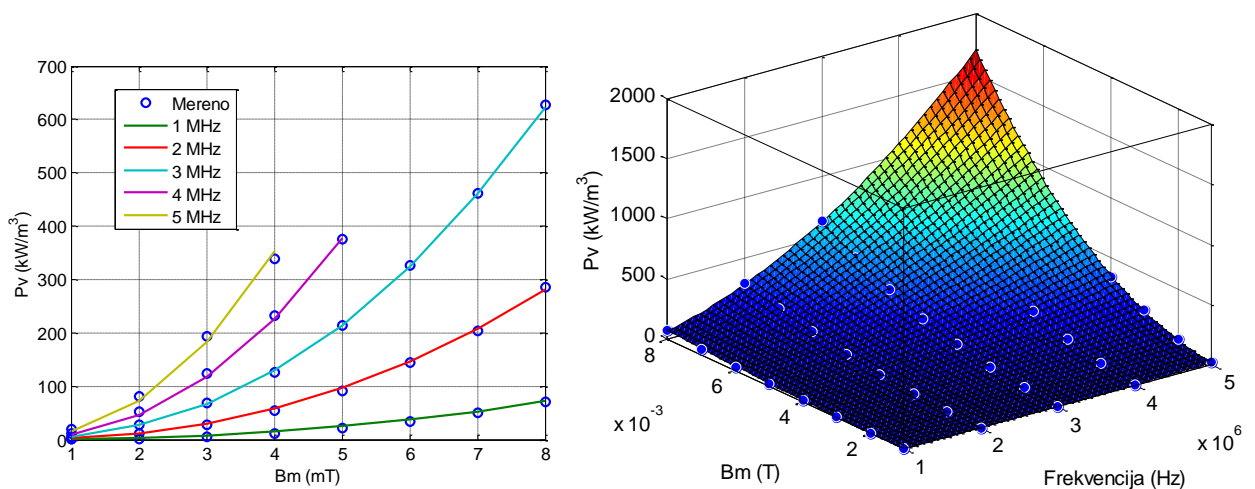 700
600
500
400
300
200
100
0
Pv (kW/m³)
Mereno
1 MHz
2 MHz
3 MHz
4 MHz
5 MHz
1 2 3 4 5 6 7 8
Bm (mT)
2000
1500
1000
500
0
Pv (kW/m³)
8 6 4 2
x 10⁻³
Bm (T)
1 2 3 4 5
x 10⁶
Frekvencija (Hz)